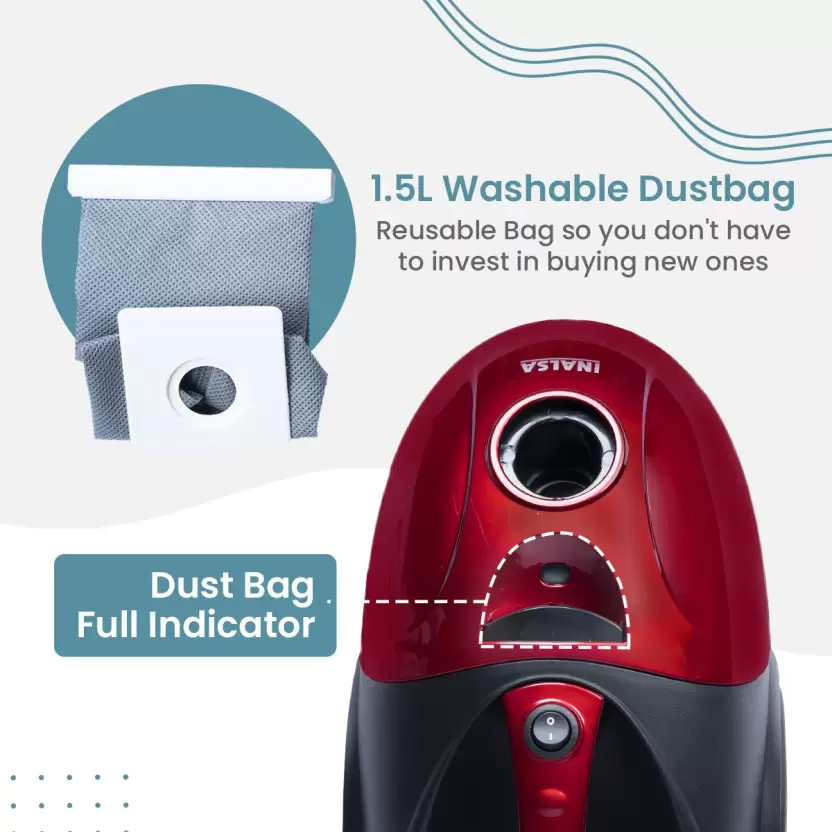 1.5L Washable Dustbag
Reusable Bag so you don't have
to invest in buying new ones
INALSA
Dust Bag
Full Indicator
O
I